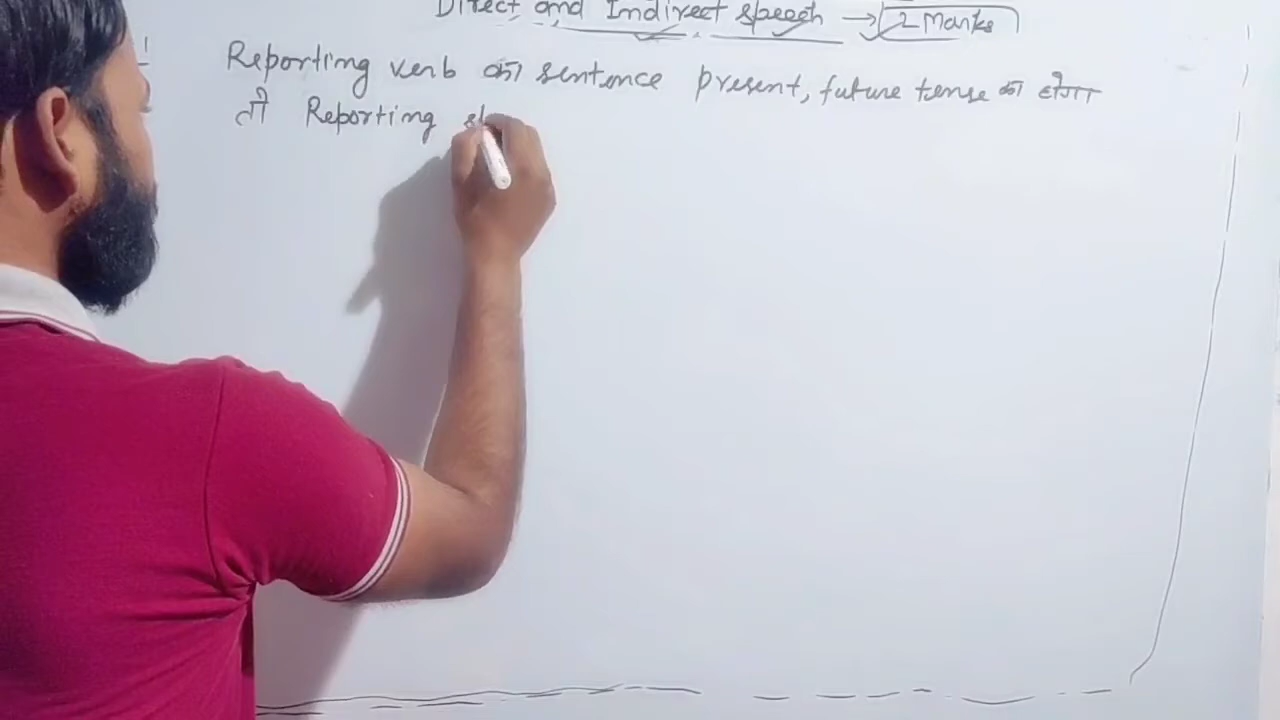 Direct and Indirect speech → 2 Marks
Reporting verb का sentence present, future tense का होगा
तो Reporting